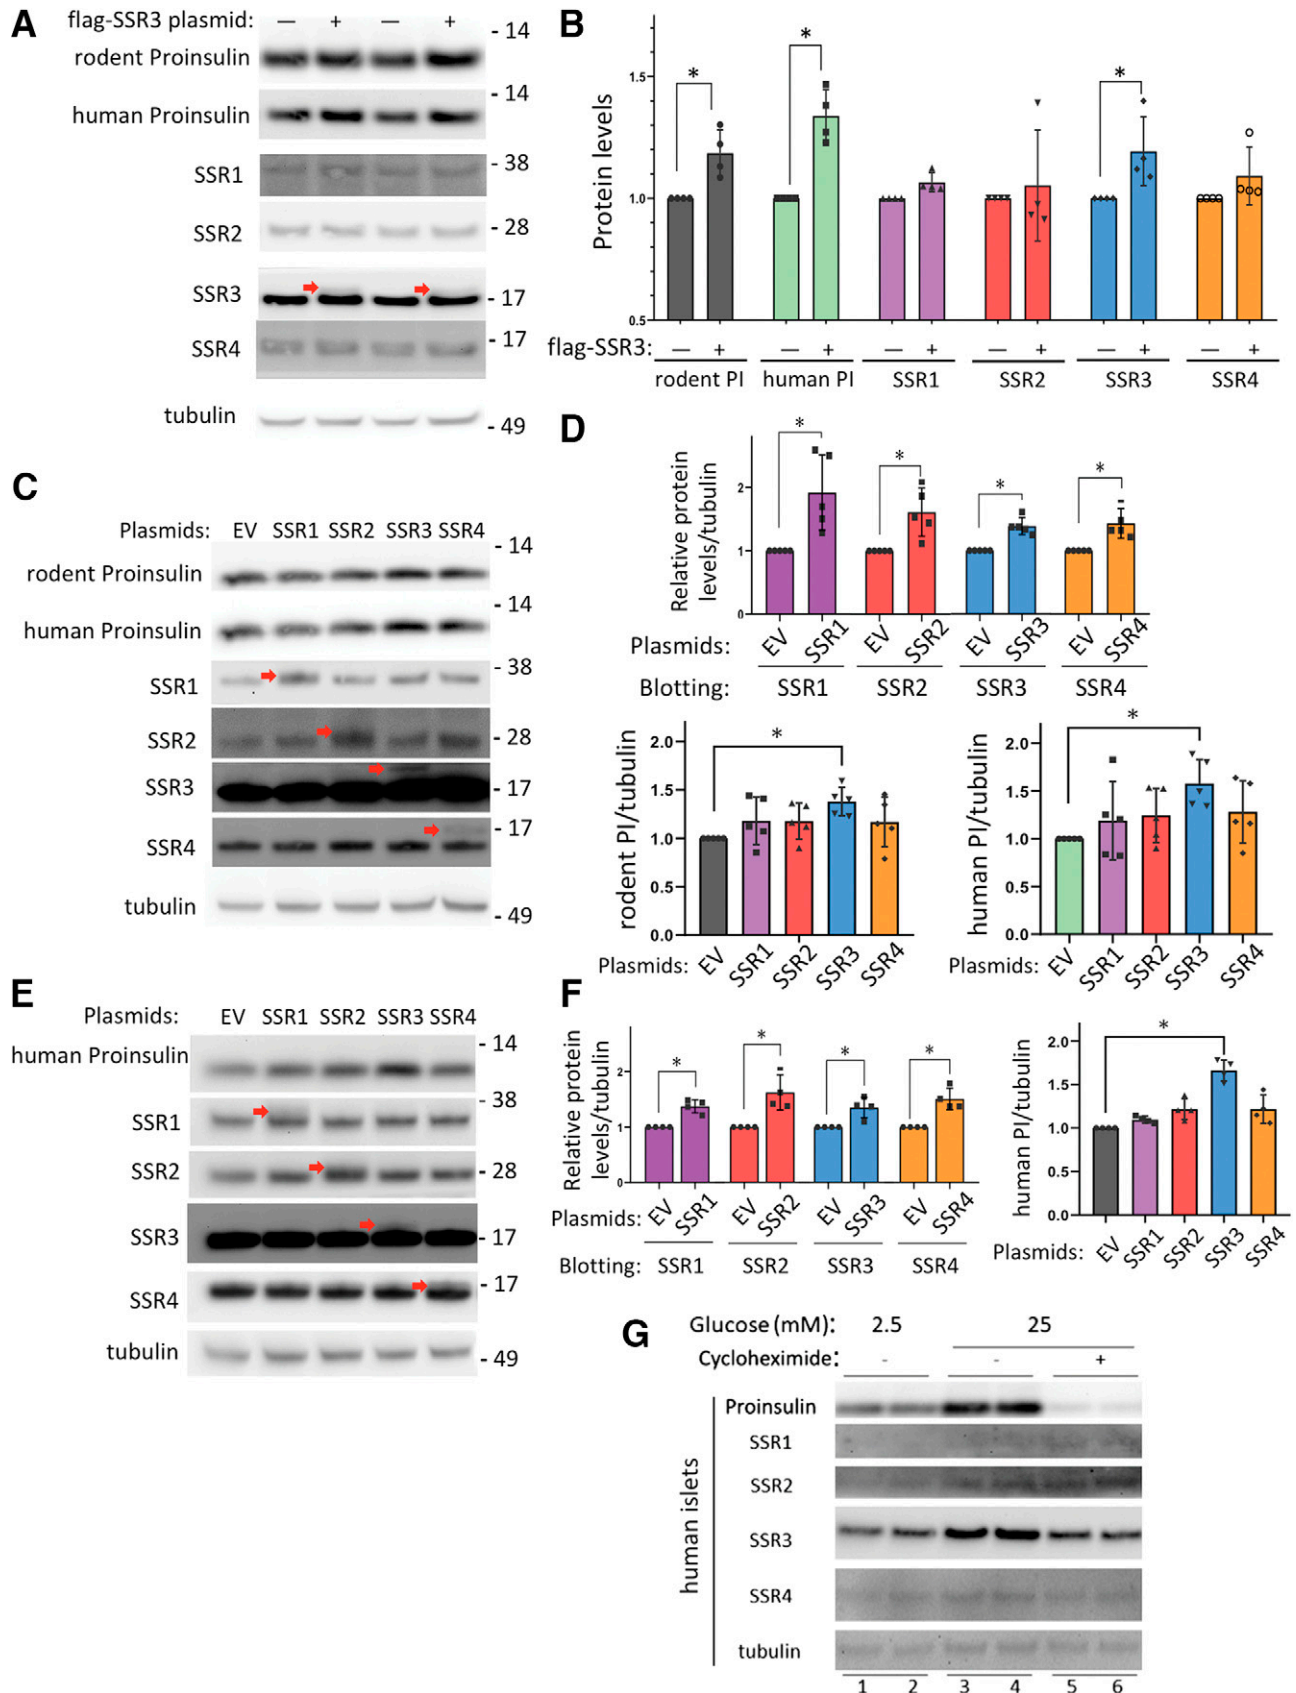 A
flag-SSR3 plasmid: — + — +
- 14
rodent Proinsulin
- 14
human Proinsulin
- 38
SSR1
- 28
SSR2
SSR3
- 17
- 17
SSR4
tubulin
- 49
B
Protein levels
1.5
1.0
0.5
* * *
flag-SSR3: — + — + — + — + — + — +
rodent PI human PI SSR1 SSR2 SSR3 SSR4
C
Plasmids: EV SSR1 SSR2 SSR3 SSR4
- 14
rodent Proinsulin
- 14
human Proinsulin
- 38
SSR1
SSR2
- 28
SSR3
- 17
- 17
SSR4
tubulin
- 49
D
Relative protein
levels/tubulin
2
1
0
* * * *
Plasmids: EV SSR1 EV SSR2 EV SSR3 EV SSR4
Blotting: SSR1 SSR2 SSR3 SSR4
rodent PI/tubulin
2.0
1.5
1.0
0.5
0.0
*
Plasmids: EV SSR1 SSR2 SSR3 SSR4
human PI/tubulin
2.0
1.5
1.0
0.5
0.0
*
Plasmids: EV SSR1 SSR2 SSR3 SSR4
E
Plasmids: EV SSR1 SSR2 SSR3 SSR4
- 14
human Proinsulin
- 38
SSR1
SSR2
- 28
SSR3
- 17
- 17
SSR4
tubulin
- 49
F
Relative protein
levels/tubulin
2
1
0
* * * *
Plasmids: EV SSR1 EV SSR2 EV SSR3 EV SSR4
Blotting: SSR1 SSR2 SSR3 SSR4
human PI/tubulin
2.0
1.5
1.0
0.5
0.0
*
Plasmids: EV SSR1 SSR2 SSR3 SSR4
G
Glucose (mM): 2.5 25
Cycloheximide: - - +
human islets
Proinsulin
SSR1
SSR2
SSR3
SSR4
tubulin
1 2 3 4 5 6